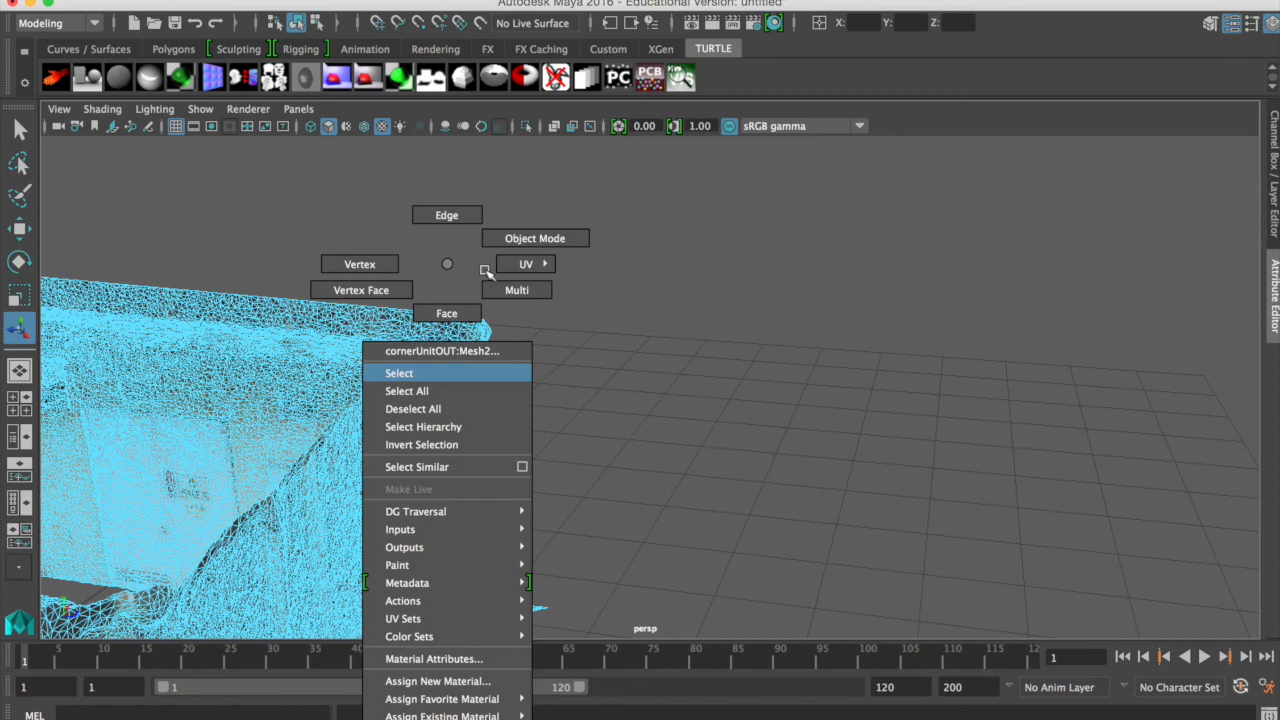 Autodesk Maya 2016 - Educational Version: untitled*
Modeling
No Live Surface
X:
Y:
Z:
Curves / Surfaces
Polygons
Sculpting
Rigging
Animation
Rendering
FX
FX Caching
Custom
XGen
TURTLE
PC
PCB
View
Shading
Lighting
Show
Renderer
Panels
0.00
1.00
sRGB gamma
Channel Box / Layer Editor
Attribute Editor
Edge
Object Mode
Vertex
UV
Vertex Face
Multi
Face
cornerUnitOUT:Mesh2...
Select
Select All
Deselect All
Select Hierarchy
Invert Selection
Select Similar
Make Live
DG Traversal
Inputs
Outputs
Paint
Metadata
Actions
UV Sets
Color Sets
Material Attributes...
Assign New Material...
Assign Favorite Material
Assign Existing Material
persp
1
5
10
15
20
25
30
35
40
65
70
75
80
85
90
95
100
105
110
115
12
1
1
1
1
120
120
200
No Anim Layer
No Character Set
MEL